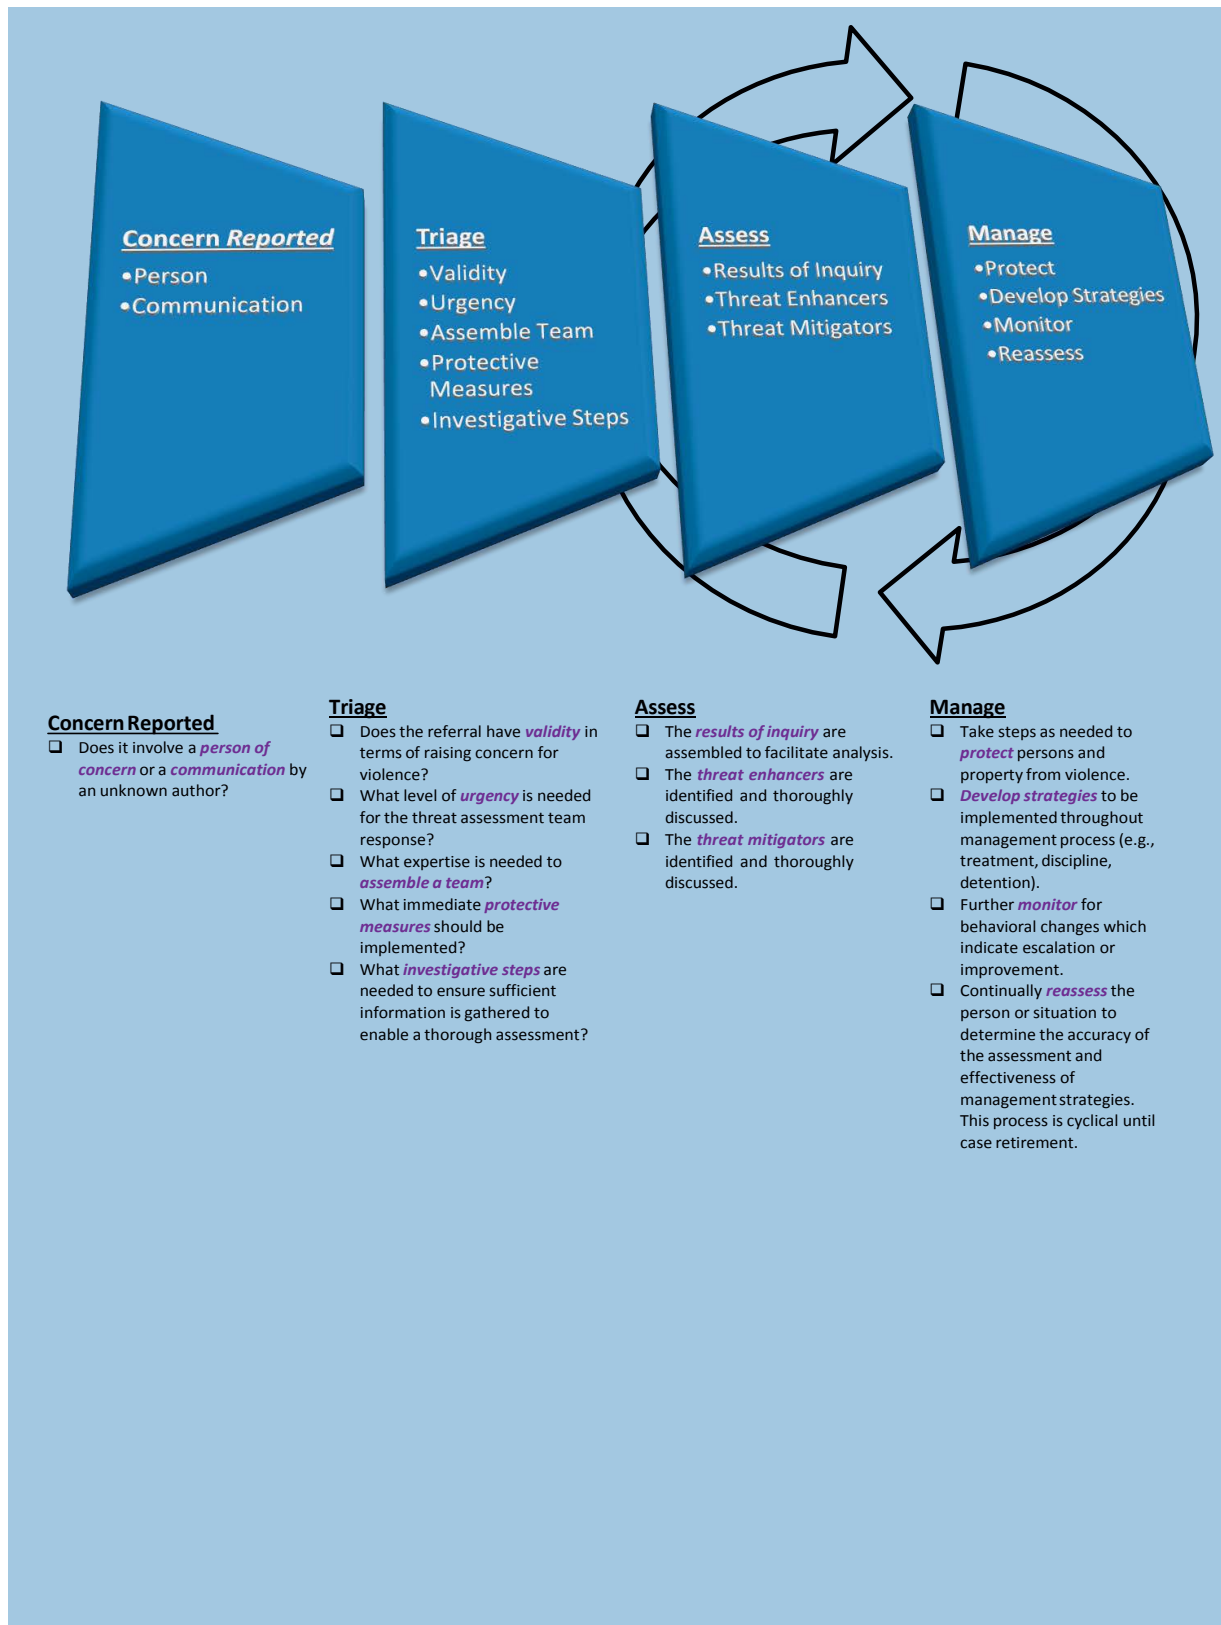 Concern Reported
•Person
•Communication
Triage
•Validity
•Urgency
•Assemble Team
•Protective
Measures
•Investigative Steps
Assess
•Results of Inquiry
•Threat Enhancers
•Threat Mitigators
Manage
•Protect
•Develop Strategies
•Monitor
•Reassess
Concern Reported
❑ Does it involve a person of
concern or a communication by
an unknown author?
Triage
❑ Does the referral have validity in
terms of raising concern for
violence?
❑ What level of urgency is needed
for the threat assessment team
response?
❑ What expertise is needed to
assemble a team?
❑ What immediate protective
measures should be
implemented?
❑ What investigative steps are
needed to ensure sufficient
information is gathered to
enable a thorough assessment?
Assess
❑ The results of inquiry are
assembled to facilitate analysis.
❑ The threat enhancers are
identified and thoroughly
discussed.
❑ The threat mitigators are
identified and thoroughly
discussed.
Manage
❑ Take steps as needed to
protect persons and
property from violence.
❑ Develop strategies to be
implemented throughout
management process (e.g.,
treatment, discipline,
detention).
❑ Further monitor for
behavioral changes which
indicate escalation or
improvement.
❑ Continually reassess the
person or situation to
determine the accuracy of
the assessment and
effectiveness of
management strategies.
This process is cyclical until
case retirement.